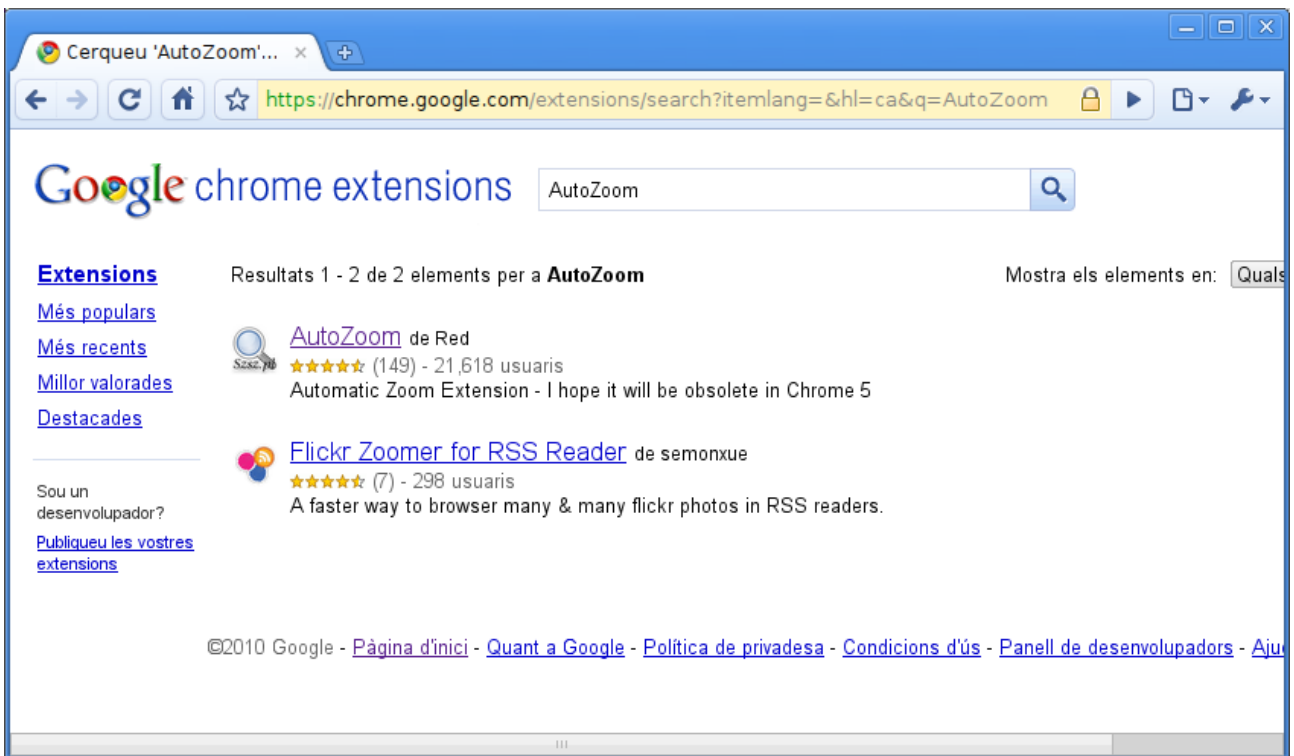 Cerqueu 'AutoZoom'...
https://chrome.google.com/extensions/search?itemlang=&hl=ca&q=AutoZoom
Google chrome extensions
AutoZoom
Extensions
Més populars
Més recents
Millor valorades
Destacades
Sou un
desenvolupador?
Publiqueu les vostres
extensions
Resultats 1 - 2 de 2 elements per a AutoZoom
Mostra els elements en: Quals
AutoZoom de Red
(149) - 21,618 usuaris
Automatic Zoom Extension - I hope it will be obsolete in Chrome 5
Flickr Zoomer for RSS Reader de semonxue
(7) - 298 usuaris
A faster way to browser many & many flickr photos in RSS readers.
©2010 Google - Pàgina d'inici - Quant a Google - Política de privadesa - Condicions d'ús - Panell de desenvolupadors - Aju